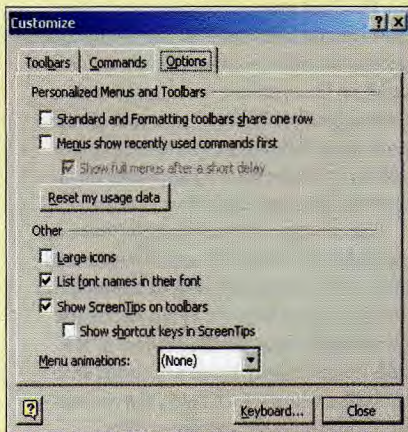 Customize
Toolbars Commands Options
Personalized Menus and Toolbars
Standard and Formatting toolbars share one row
Menus show recently used commands first
Show full menus after a short delay
Reset my usage data
Other
Large icons
List font names in their font
Show ScreenTips on toolbars
Show shortcut keys in ScreenTips
Menu animations: (None)
Keyboard... Close